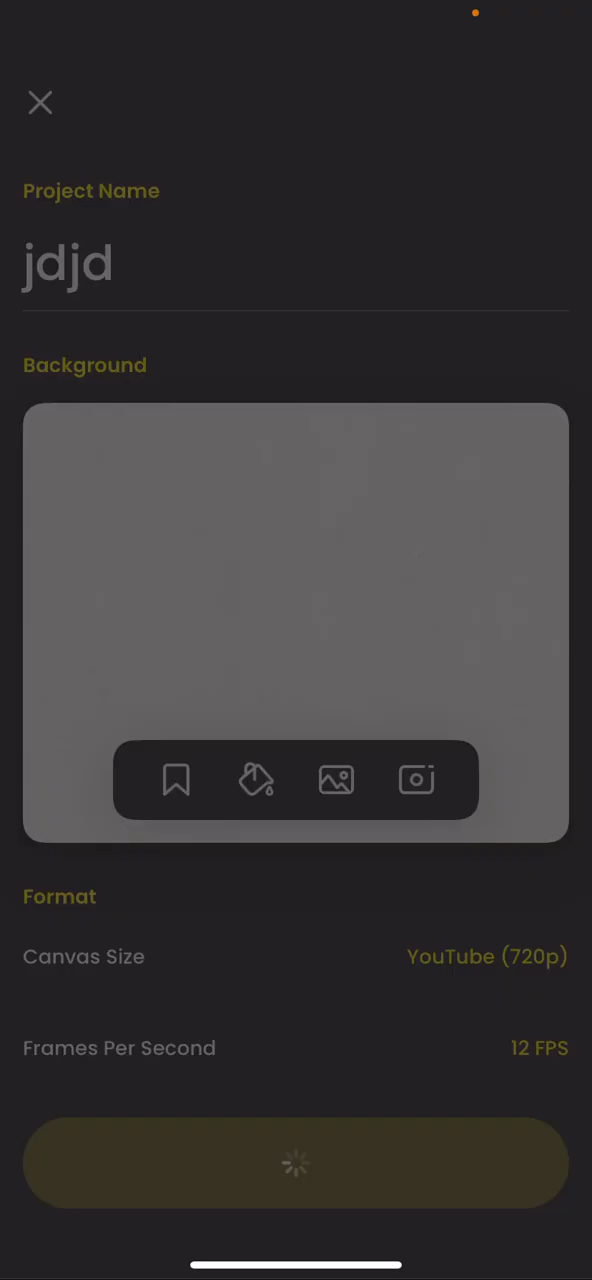 Project Name
jdjd
Background
Format
Canvas Size
YouTube (720p)
Frames Per Second
12 FPS